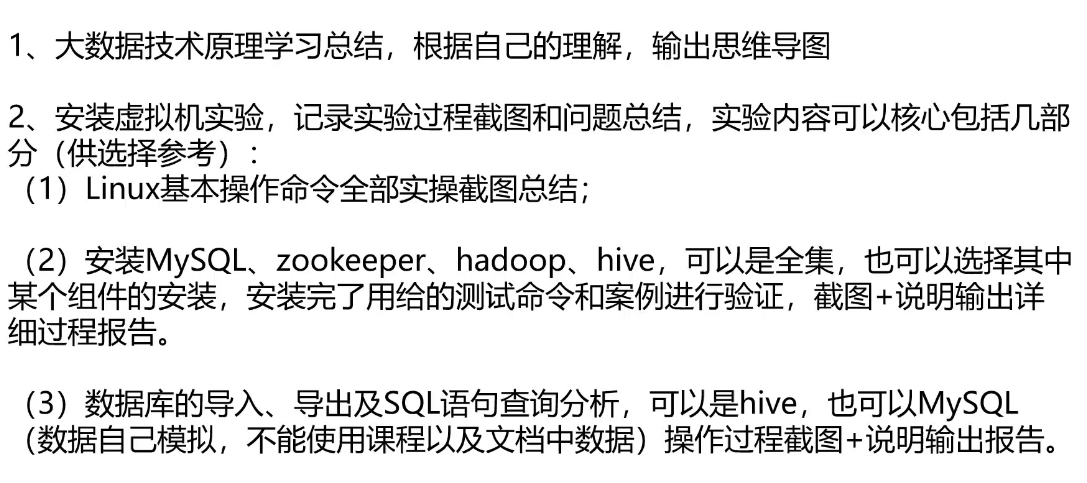 1、大数据技术原理学习总结，根据自己的理解，输出思维导图
2、安装虚拟机实验，记录实验过程截图和问题总结，实验内容可以核心包括几部
分（供选择参考）：
（1）Linux基本操作命令全部实操截图总结；
（2）安装MySQL、zookeeper、hadoop、hive，可以是全集，也可以选择其中
某个组件的安装，安装完了用给的测试命令和案例进行验证，截图+说明输出详
细过程报告。
（3）数据库的导入、导出及SQL语句查询分析，可以是hive，也可以MySQL
（数据自己模拟，不能使用课程以及文档中数据）操作过程截图+说明输出报告。